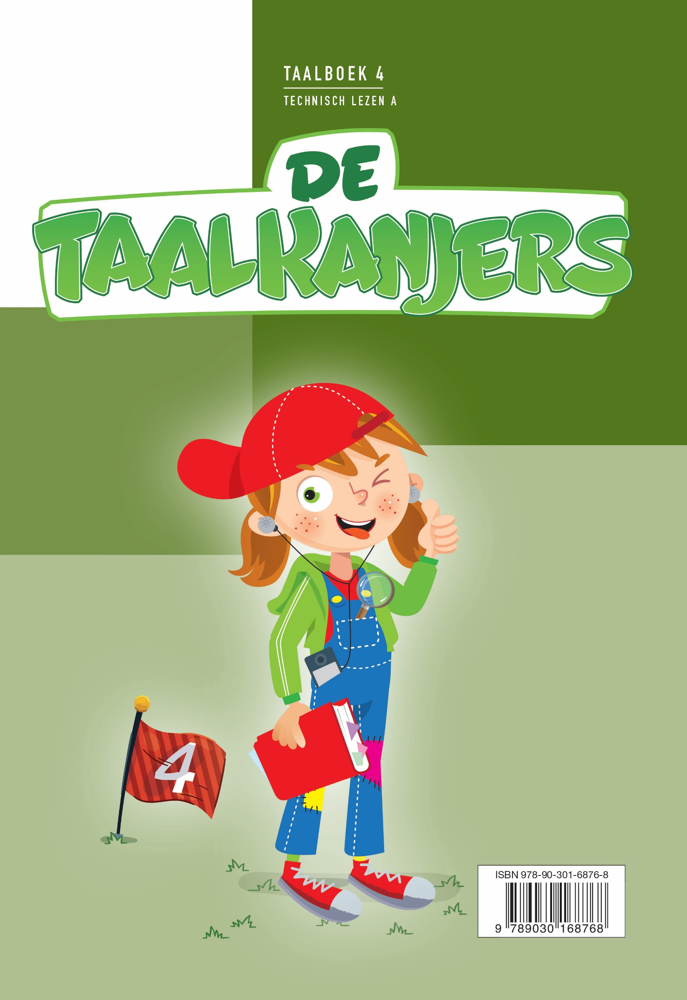 TAALBOEK 4
TECHNISCH LEZEN A
DE
TAALKANJERS
4
ISBN 978-90-301-6876-8
9 789030 168768